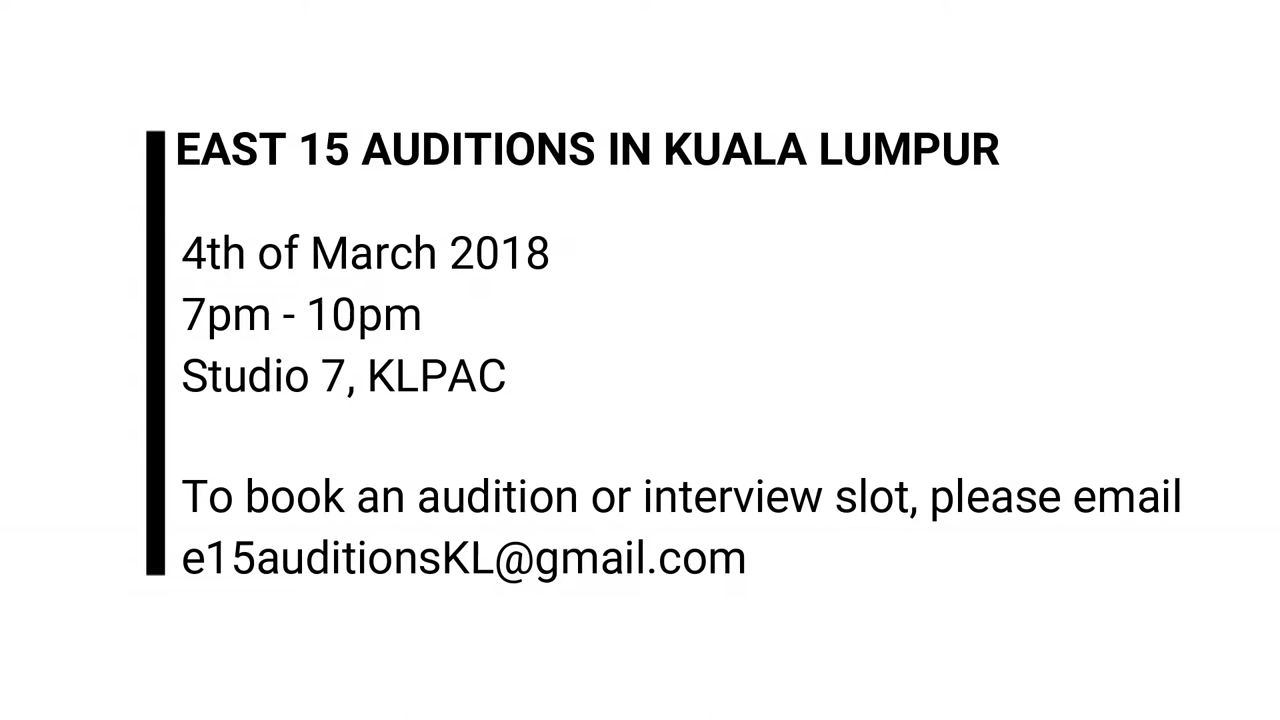 EAST 15 AUDITIONS IN KUALA LUMPUR
4th of March 2018
7pm - 10pm
Studio 7, KLPAC
To book an audition or interview slot, please email
e15auditionsKL@gmail.com